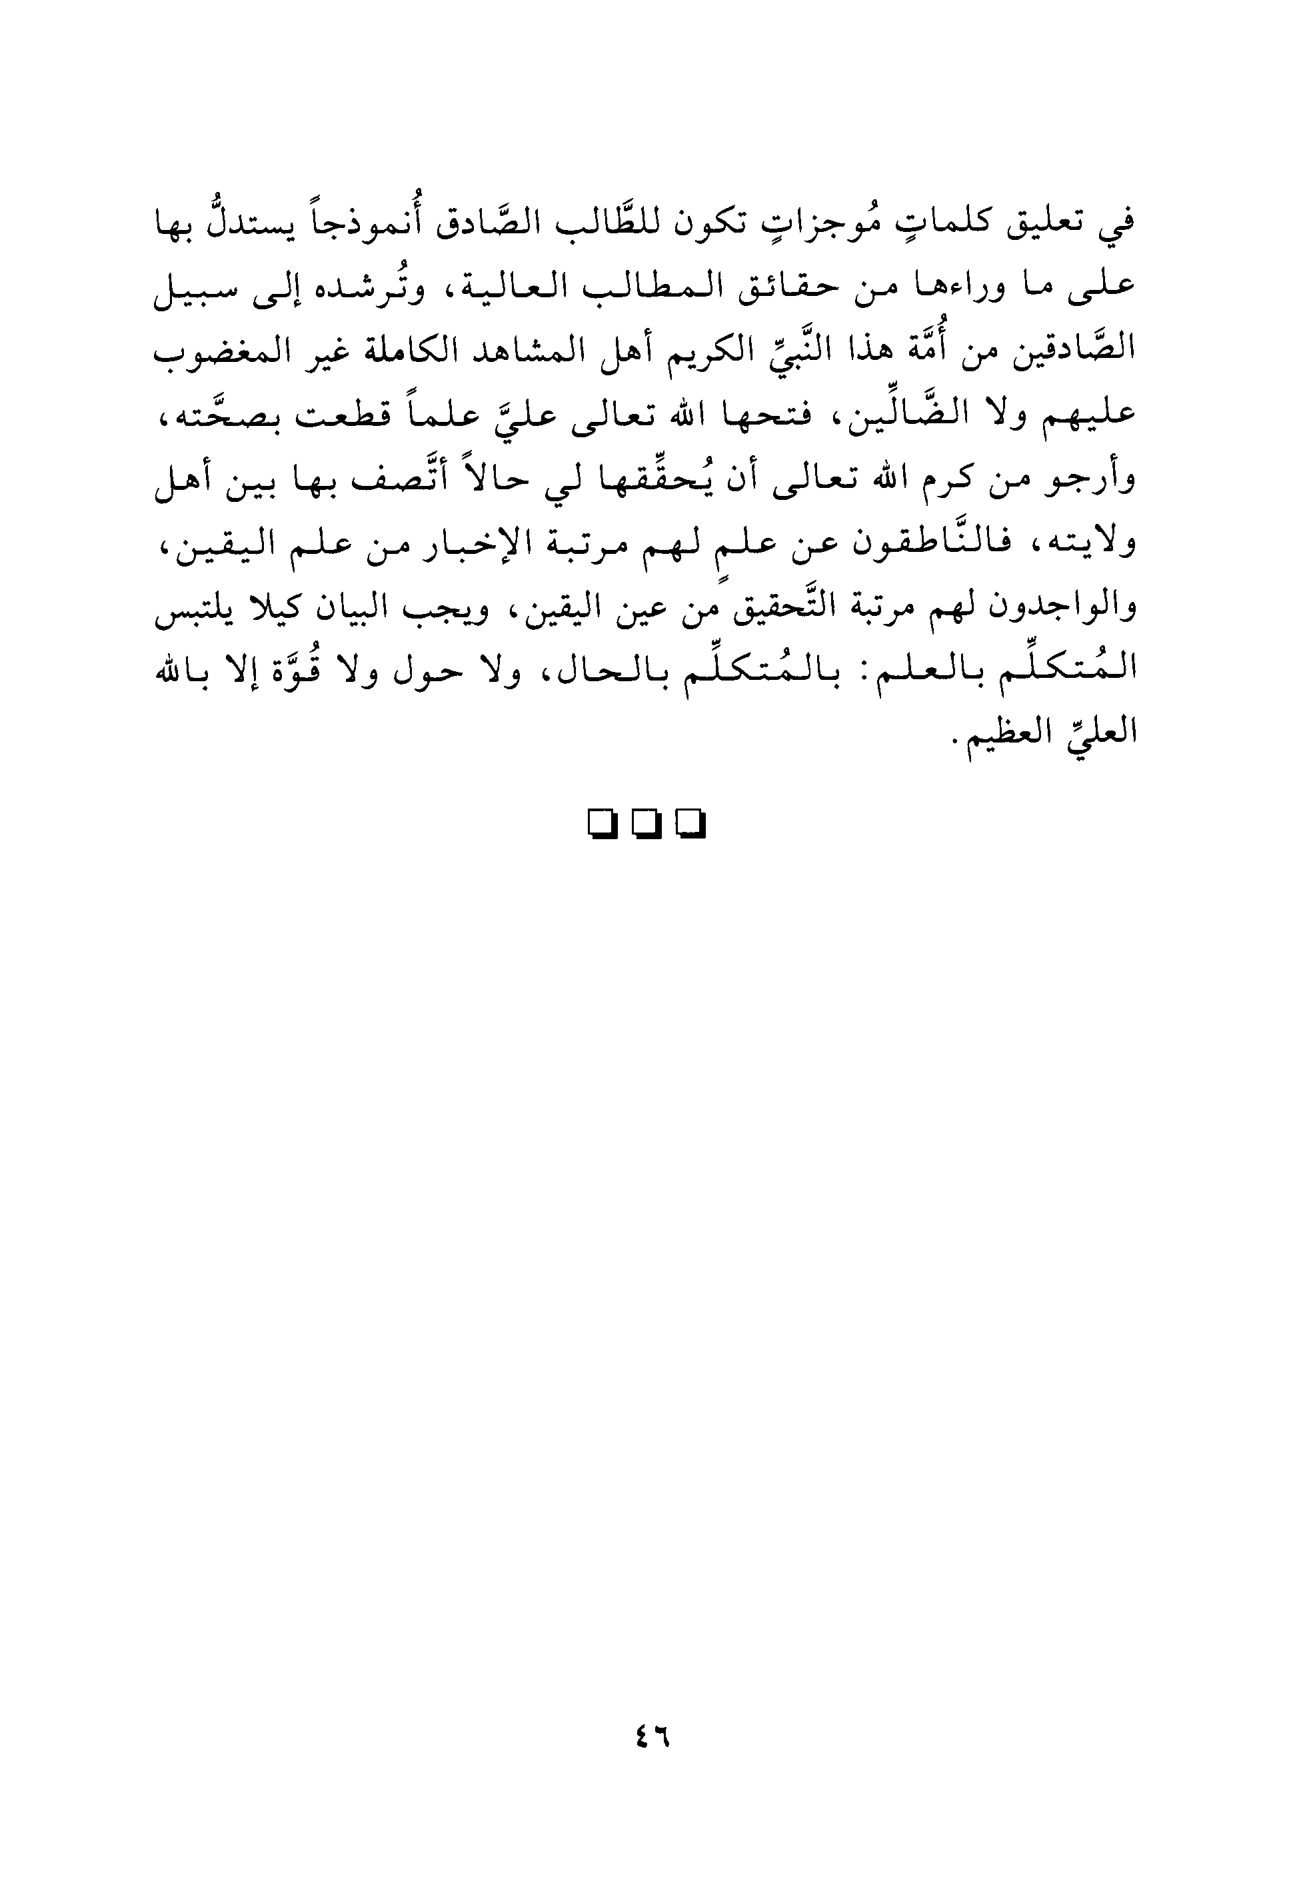 في تعليق كلماتٍ مُوجزاتٍ تكون للطَّالب الصَّادق أُنموذجاً يستدلُّ بها
على ما وراءها من حقائق المطالب العالية، وتُرشده إلى سبيل
الصَّادقين من أُمَّة هذا النَّبيِّ الكريم أهل المشاهد الكاملة غير المغضوب
عليهم ولا الضَّالِّين، فتحها الله تعالى عليَّ علماً قطعت بصحَّته،
وأرجو من كرم الله تعالى أن يُحقِّقها لي حالاً أتَّصف بها بين أهل
ولايته، فالنَّاطقون عن علمٍ لهم مرتبة الإخبار من علم اليقين،
والواجدون لهم مرتبة التَّحقيق من عين اليقين، ويجب البيان كيلا يلتبس
المُتكلِّم بالعلم: بالمُتكلِّم بالحال، ولا حول ولا قُوَّة إلا بالله
العليِّ العظيم.
٤٦